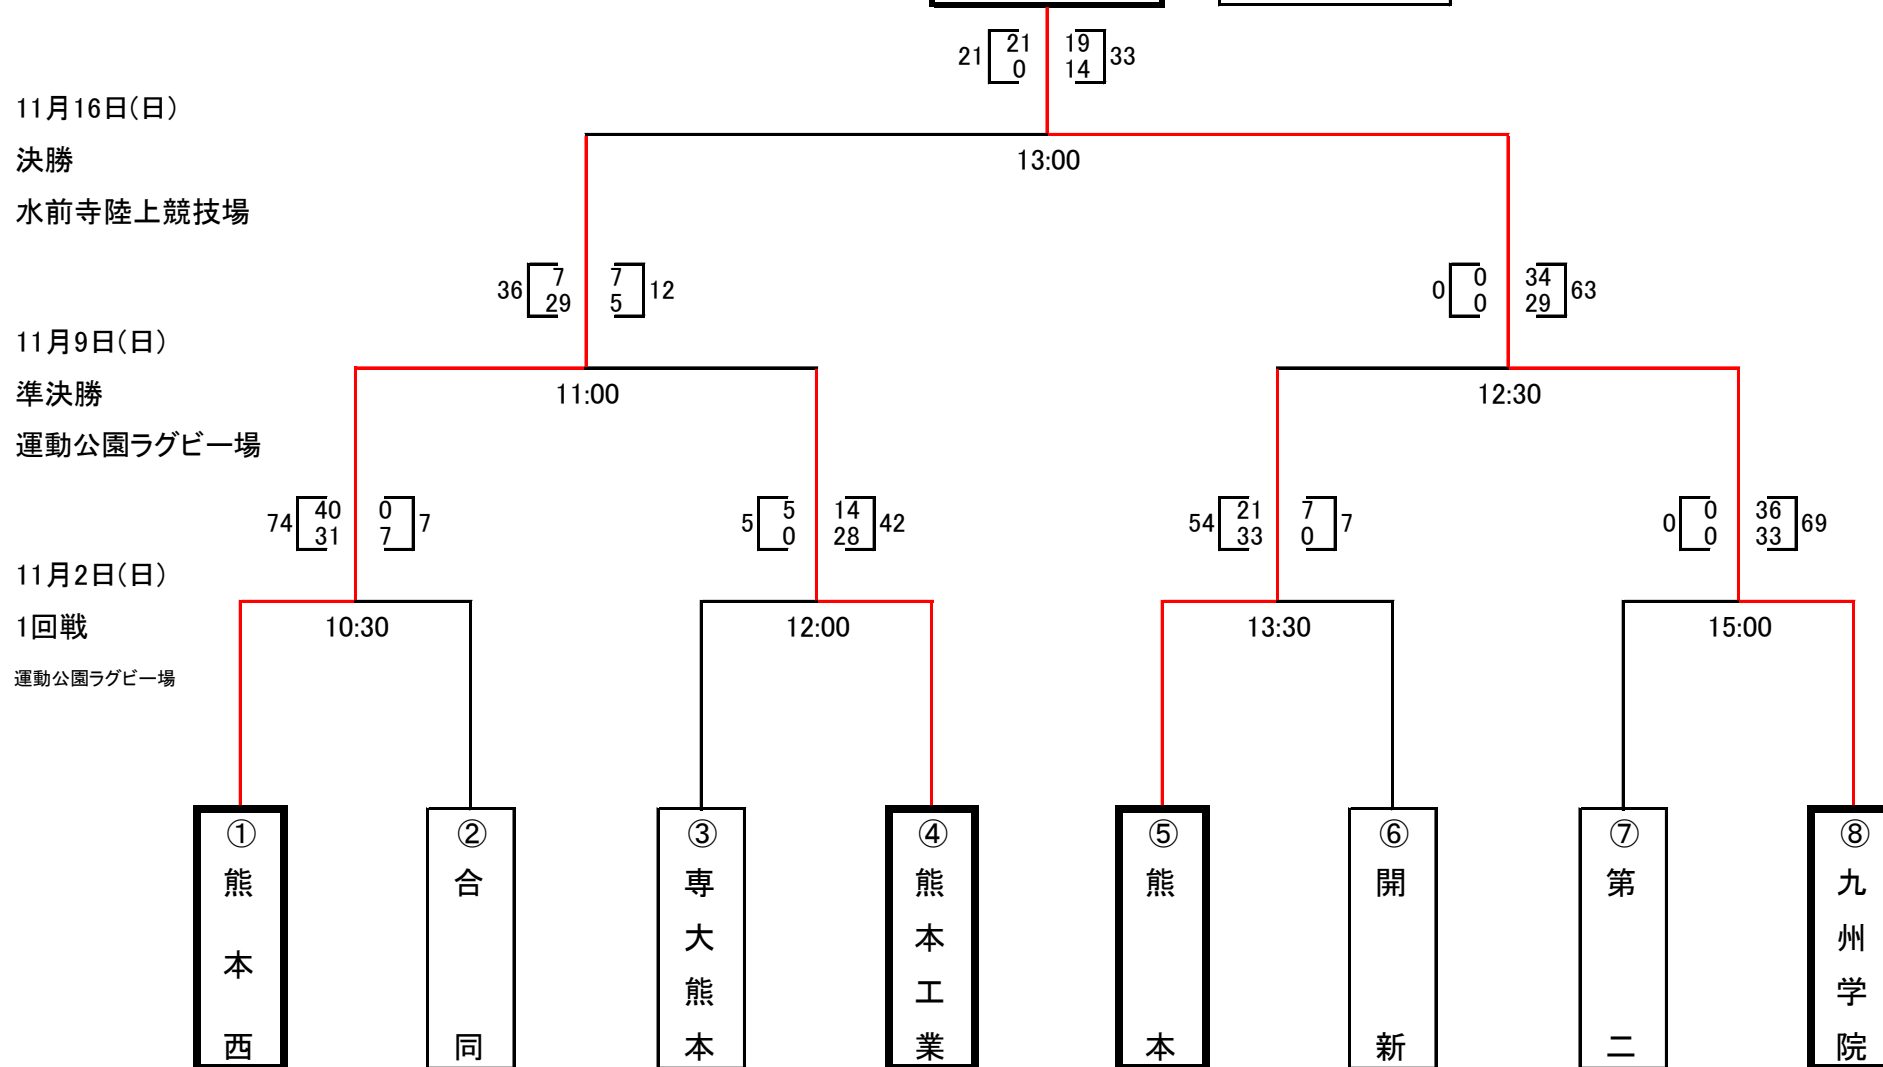 21 21 19 33
0 14
11月16日(日)
決勝
13:00
水前寺陸上競技場
36 7 7 12
29 5
0 0 34 63
0 29
11月9日(日)
準決勝
11:00
12:30
運動公園ラグビー場
74 40 0 7
31 7
5 5 14 42
0 28
54 21 7 7
33 0
0 0 36 69
0 33
11月2日(日)
1回戦
10:30
12:00
13:30
15:00
運動公園ラグビー場
①熊本西
②合同
③専大熊本
④熊本工業
⑤熊本
⑥開新
⑦第二
⑧九州学院